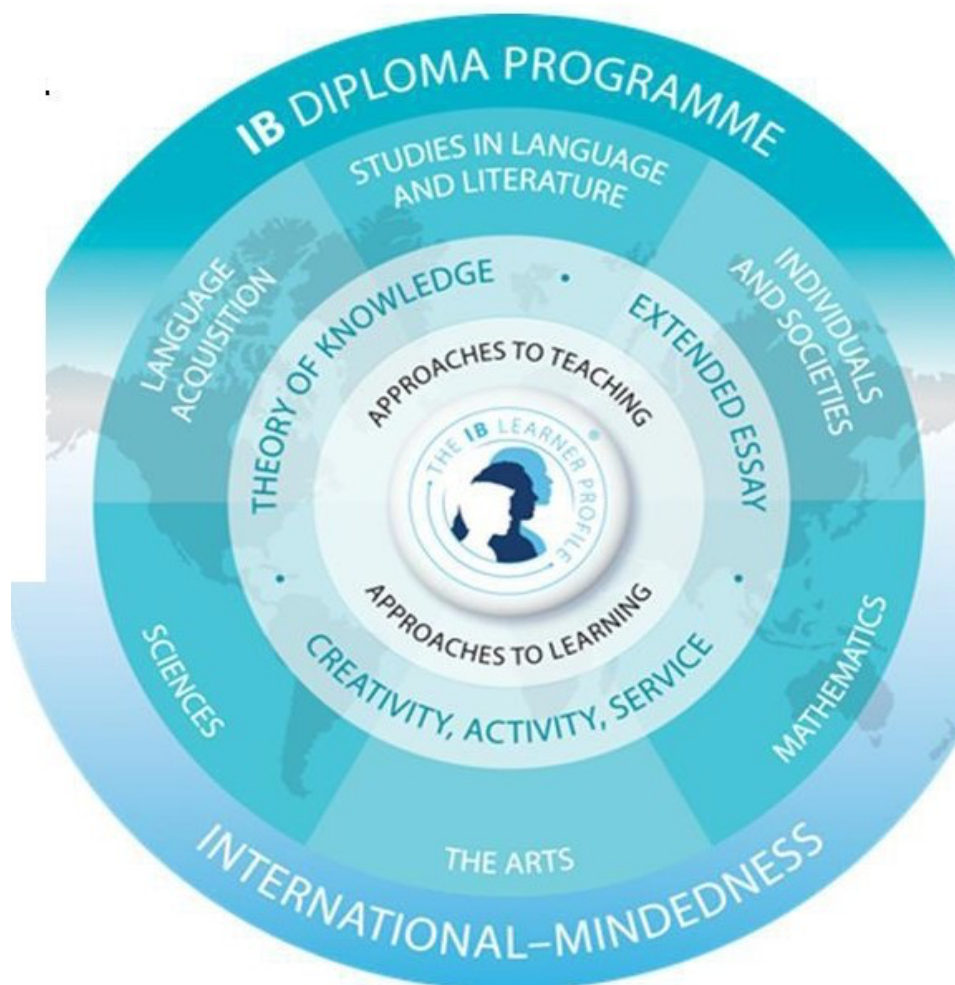 IB DIPLOMA PROGRAMME
STUDIES IN LANGUAGE
AND LITERATURE
LANGUAGE
ACQUISITION
INDIVIDUALS
AND SOCIETIES
THEORY OF KNOWLEDGE
•
EXTENDED ESSAY
APPROACHES TO TEACHING
THE IB LEARNER PROFILE®
APPROACHES TO LEARNING
•
CREATIVITY, ACTIVITY, SERVICE
•
SCIENCES
MATHEMATICS
THE ARTS
INTERNATIONAL–MINDEDNESS